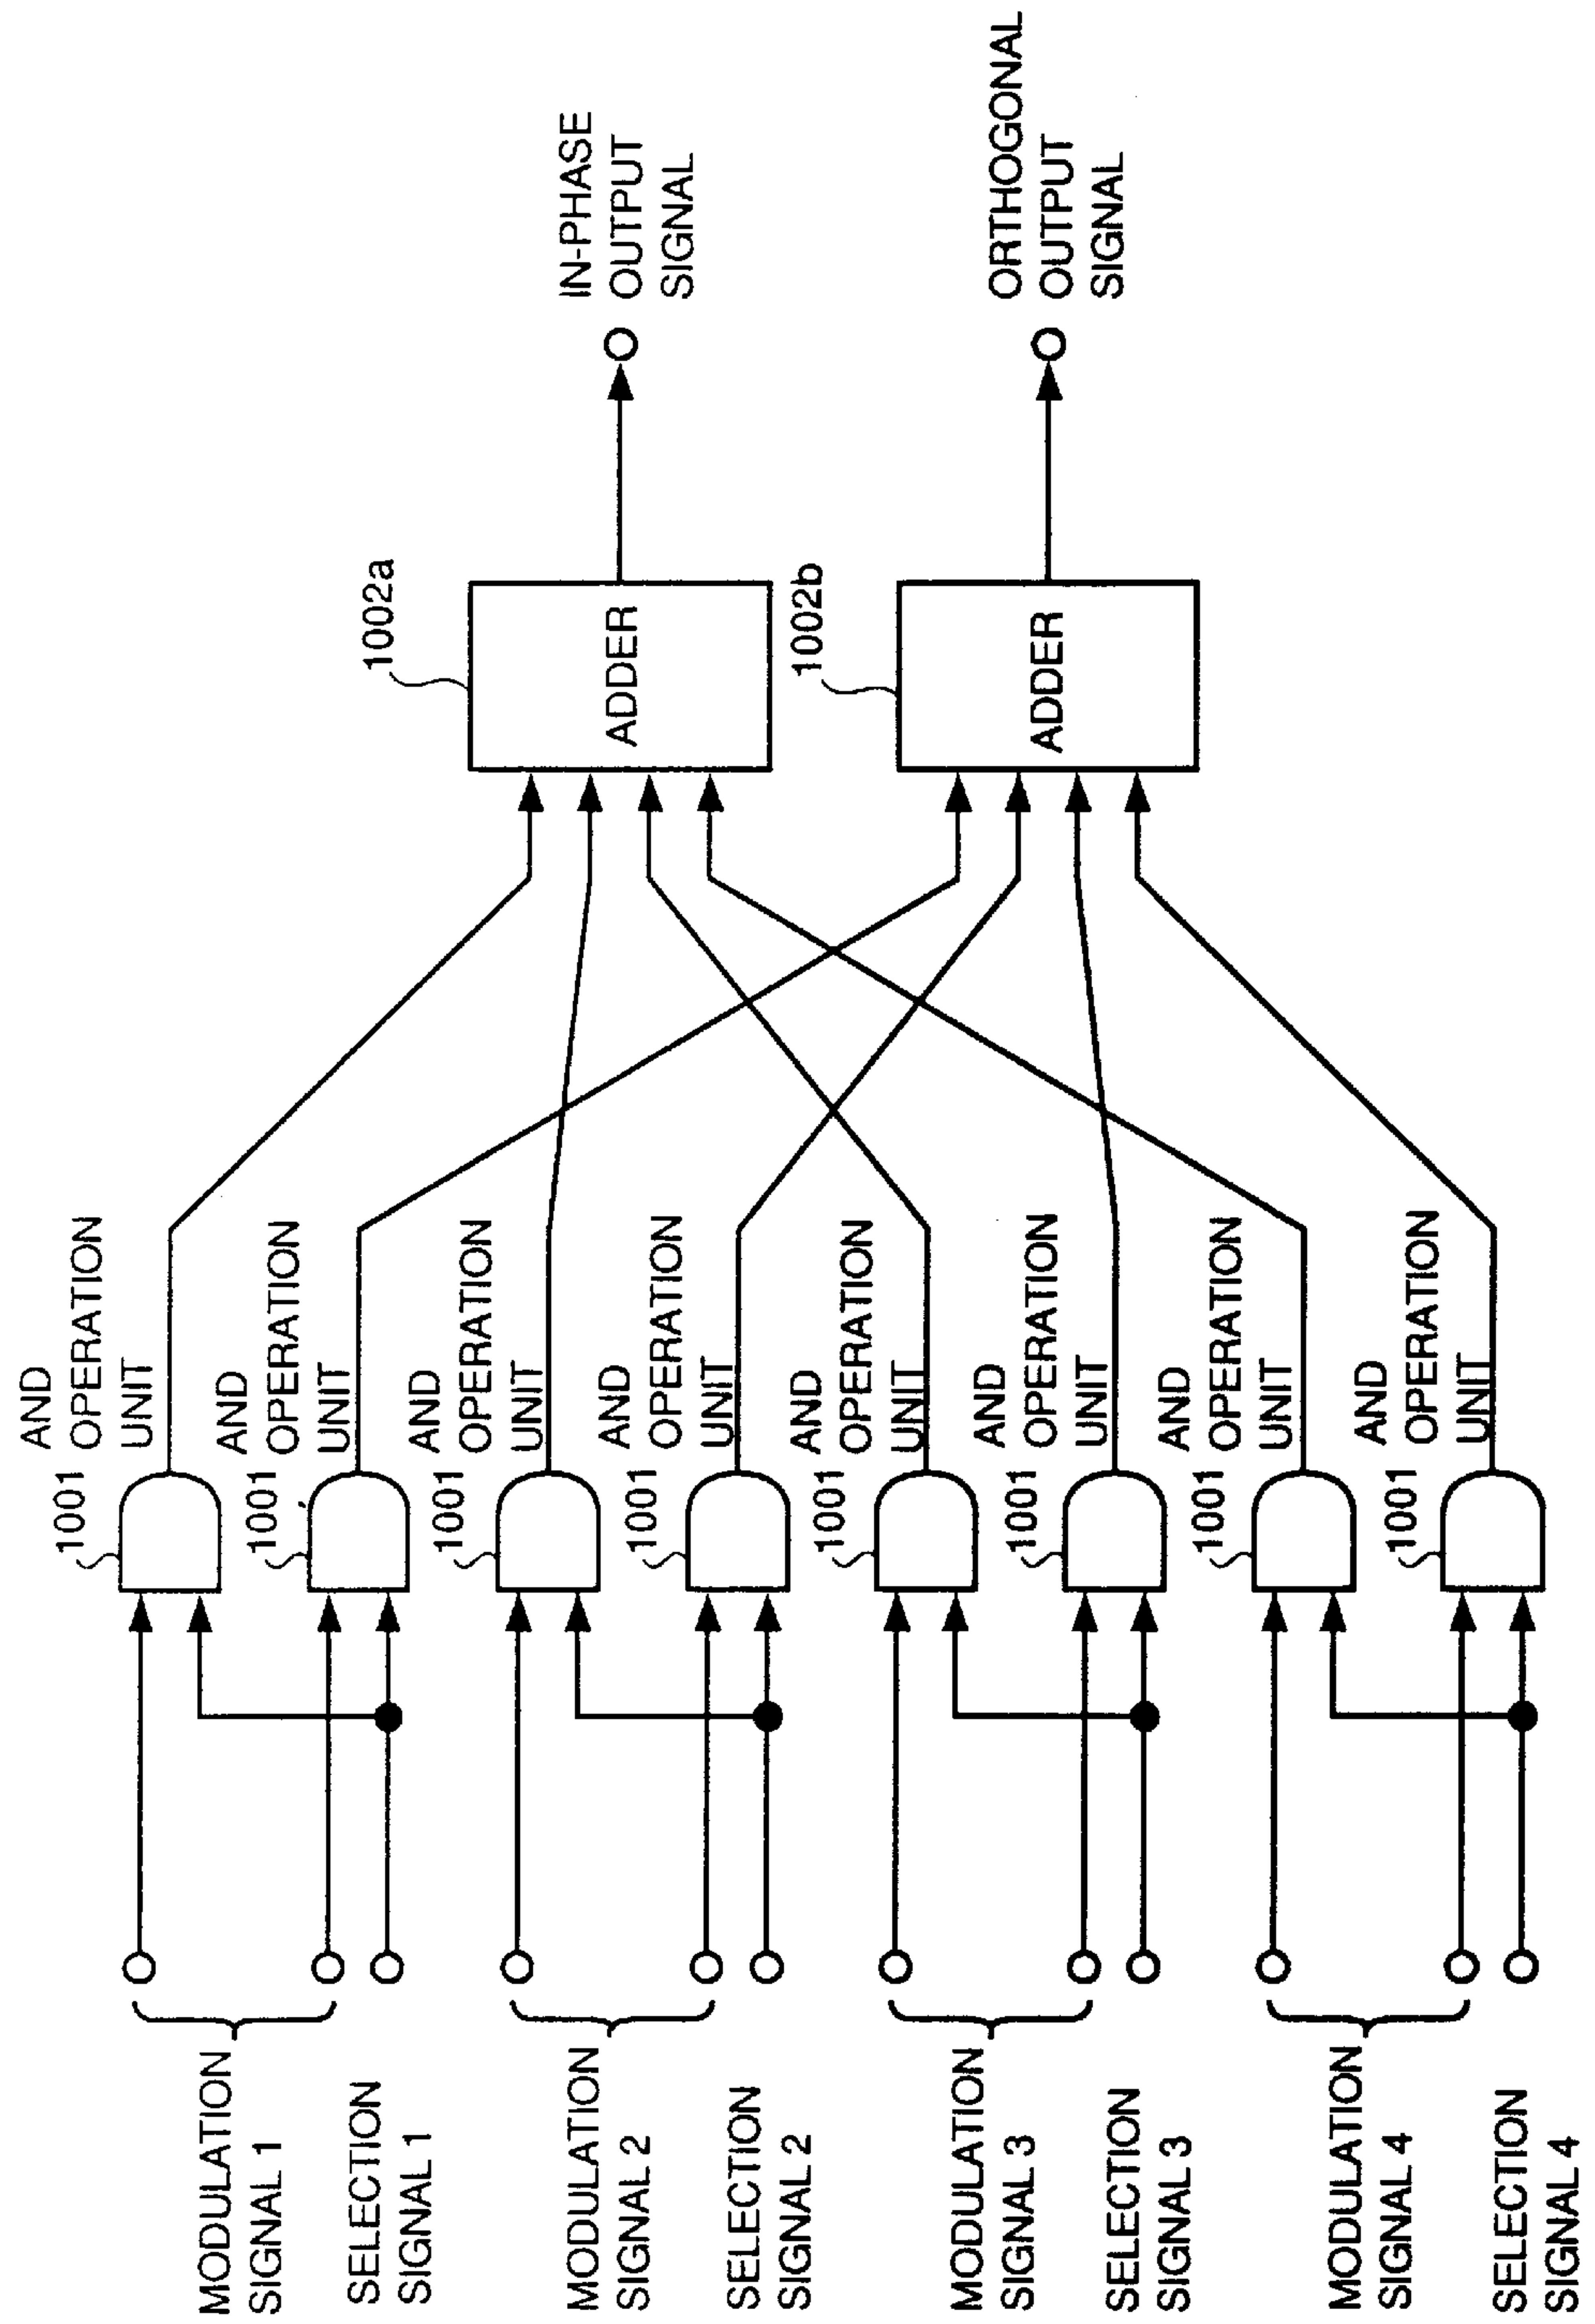 MODULATION
SIGNAL 1
SELECTION
SIGNAL 1
MODULATION
SIGNAL 2
SELECTION
SIGNAL 2
MODULATION
SIGNAL 3
SELECTION
SIGNAL 3
MODULATION
SIGNAL 4
SELECTION
SIGNAL 4
1001
AND
OPERATION
UNIT
1001
AND
OPERATION
UNIT
1001
AND
OPERATION
UNIT
1001
AND
OPERATION
UNIT
1001
AND
OPERATION
UNIT
1001
AND
OPERATION
UNIT
1001
AND
OPERATION
UNIT
1001
AND
OPERATION
UNIT
1002a
ADDER
1002b
ADDER
IN-PHASE
OUTPUT
SIGNAL
ORTHOGONAL
OUTPUT
SIGNAL